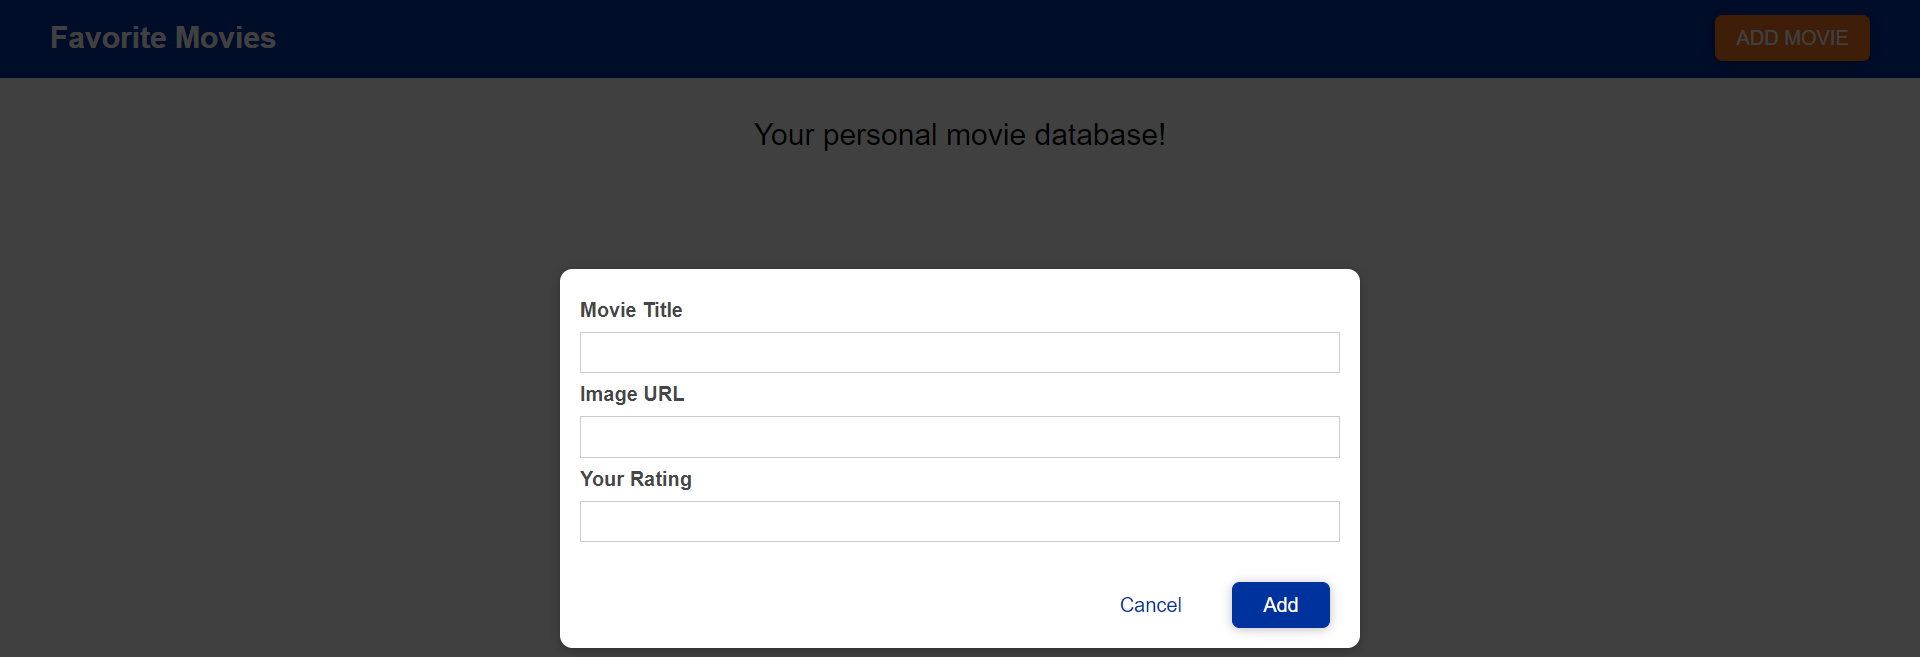 Favorite Movies
ADD MOVIE
Your personal movie database!
Movie Title
Image URL
Your Rating
Cancel
Add